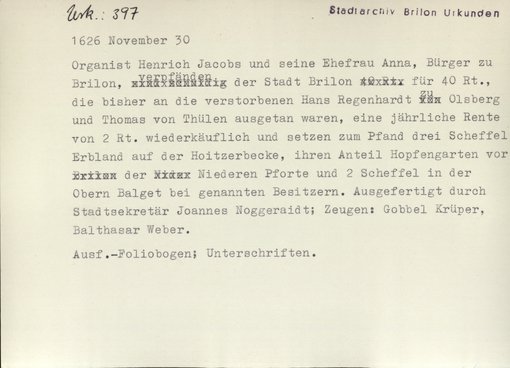 Urk.: 397
Stadtarchiv Brilon Urkunden
1626 November 30
Organist Henrich Jacobs und seine Ehefrau Anna, Bürger zu
Brilon, verpfänden der Stadt Brilon für 40 Rt.,
die bisher an die verstorbenen Hans Regenhardt zu Olsberg
und Thomas von Thülen ausgetan waren, eine jährliche Rente
von 2 Rt. wiederkäuflich und setzen zum Pfand drei Scheffel
Erbland auf der Hoitzerbecke, ihren Anteil Hopfengarten vor
der Niederen Pforte und 2 Scheffel in der
Obern Balget bei genannten Besitzern. Ausgefertigt durch
Stadtsekretär Joannes Noggeraidt; Zeugen: Gobbel Krüper,
Balthasar Weber.
Ausf.-Foliobogen; Unterschriften.